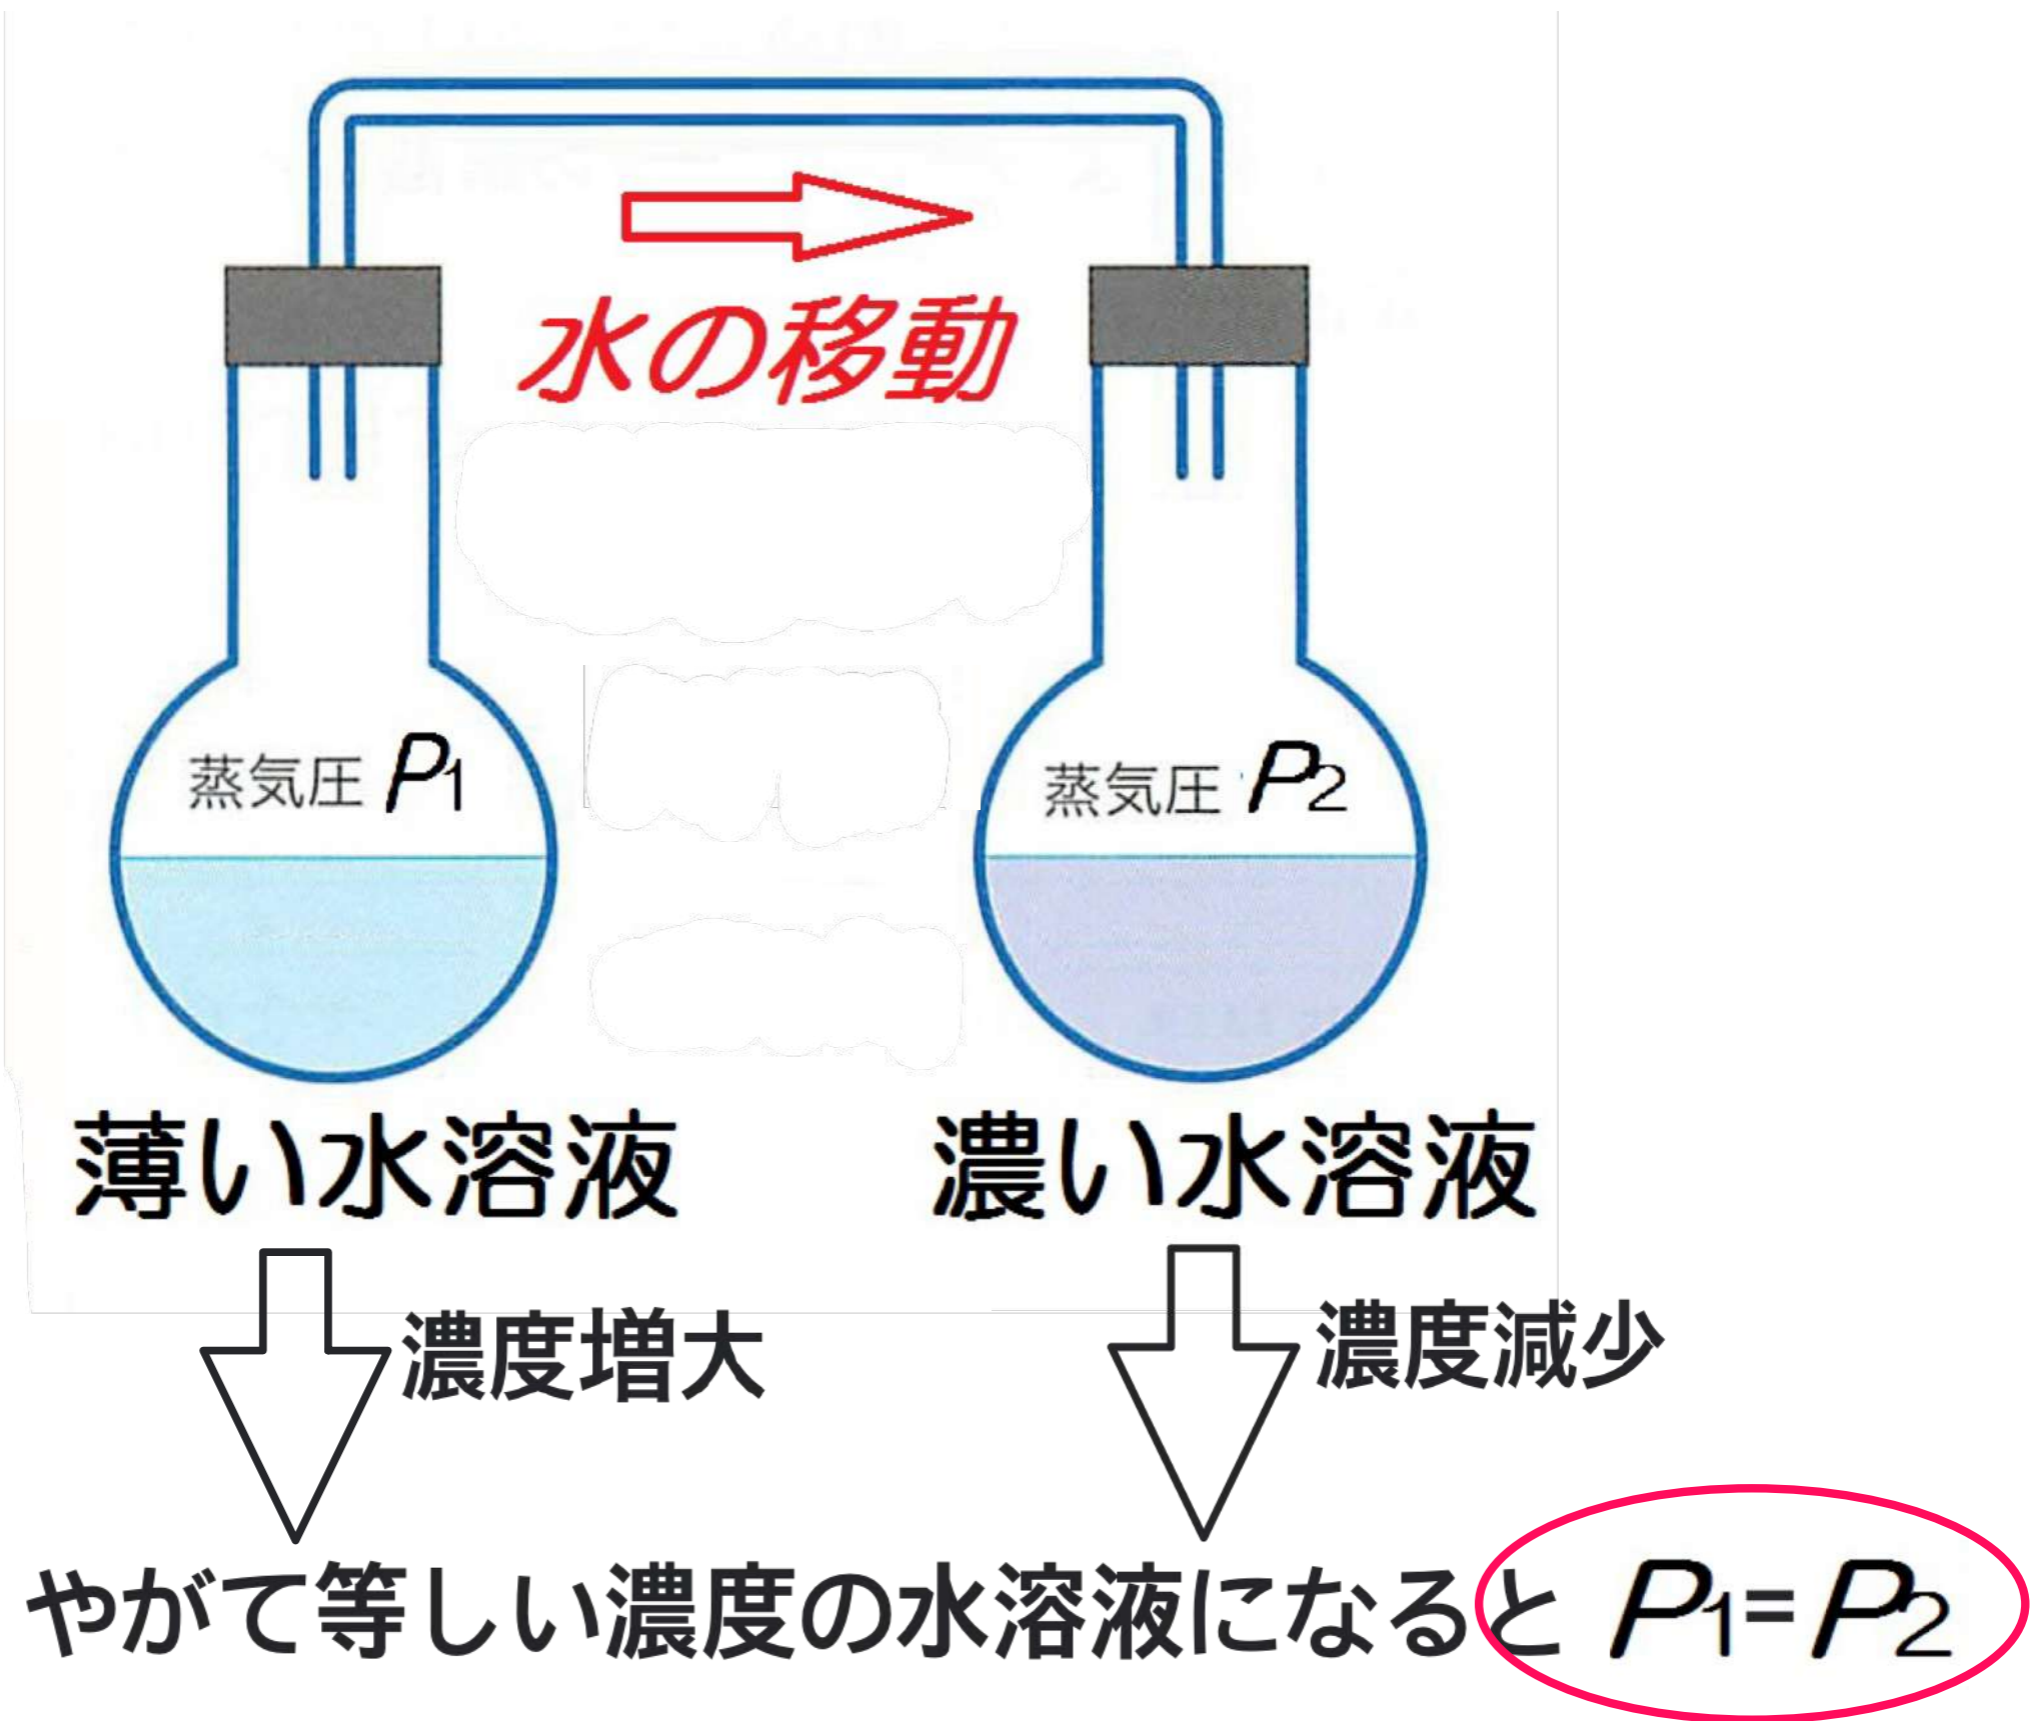 水の移動
蒸気圧 P1
蒸気圧 P2
薄い水溶液
濃い水溶液
濃度増大
濃度減少
やがて等しい濃度の水溶液になると P1=P2